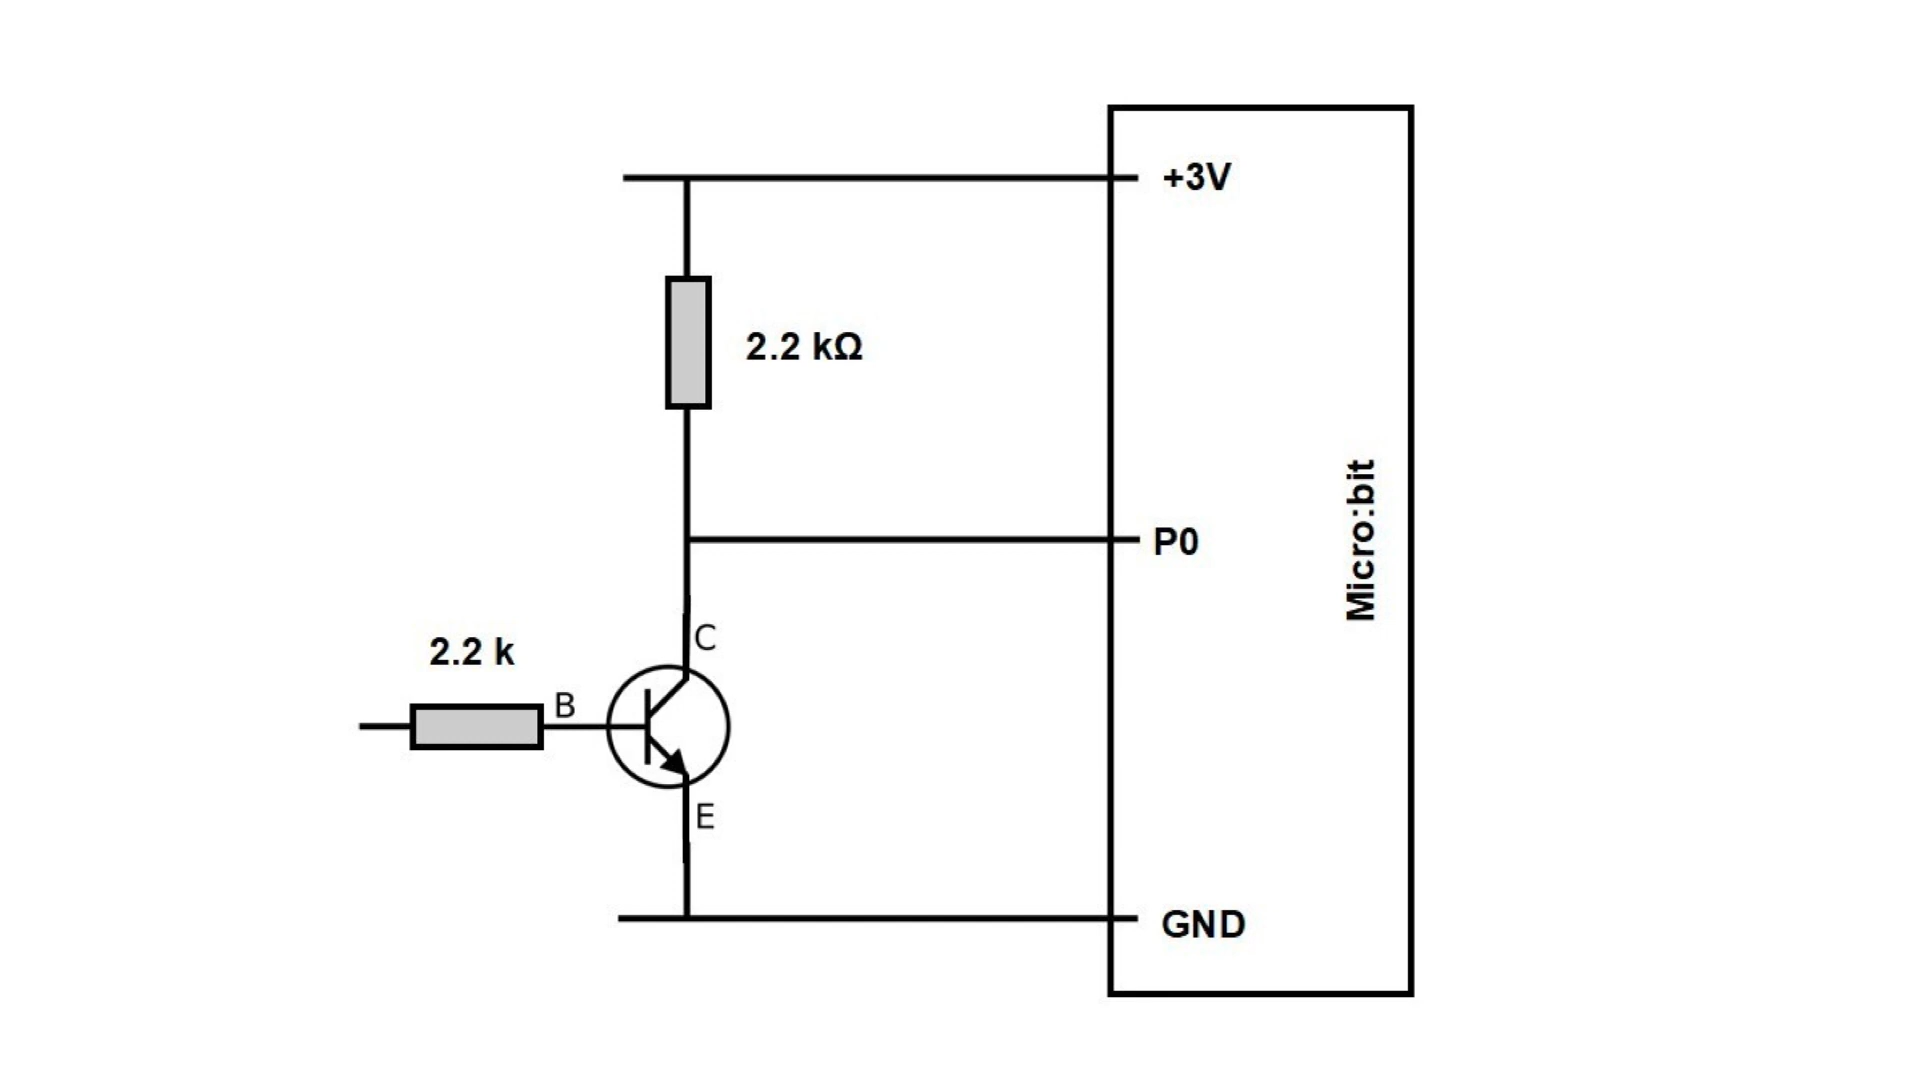 +3V
2.2 kΩ
P0
Micro:bit
C
2.2 k
B
E
GND